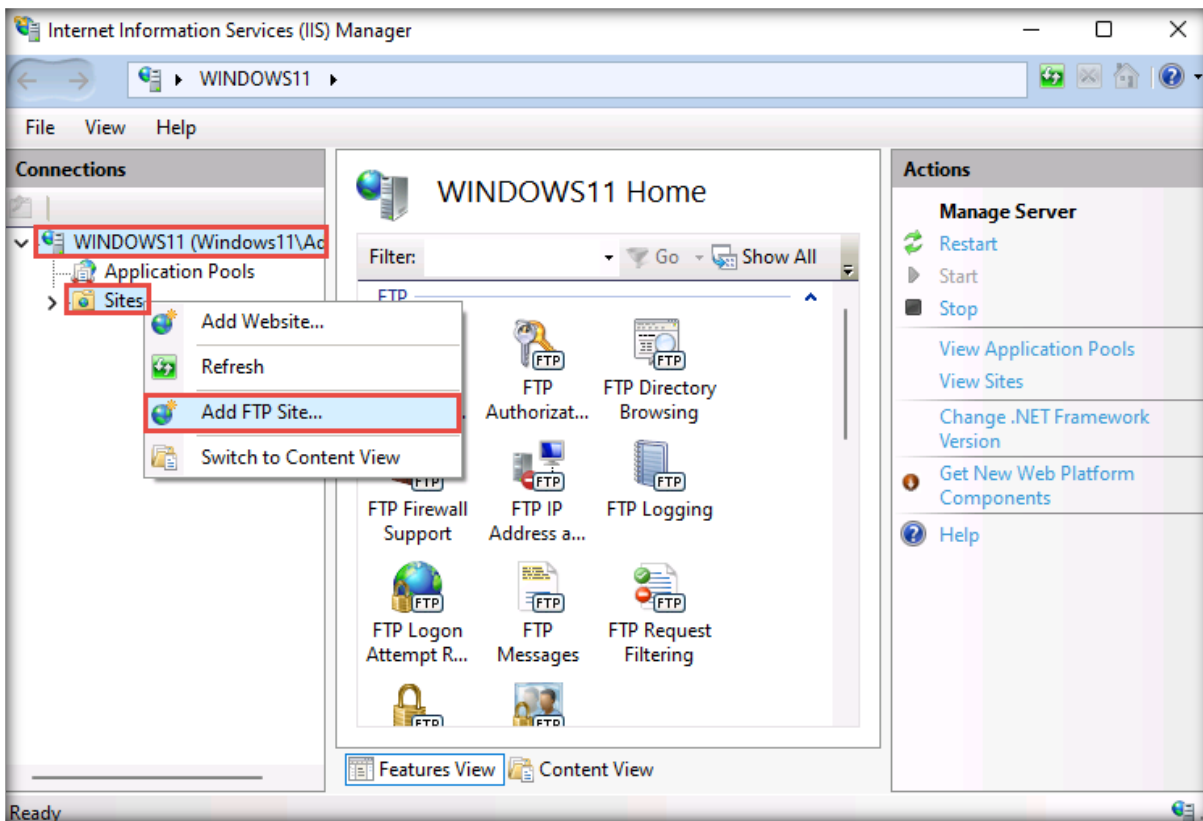 Internet Information Services (IIS) Manager
WINDOWS11
File View Help
Connections
WINDOWS11 (Windows11\Ad
Application Pools
Sites
Add Website...
Refresh
Add FTP Site...
Switch to Content View
WINDOWS11 Home
Filter: Go Show All
FTP
FTP
FTP
FTP
Authorizat...
FTP Directory
Browsing
FTP
FTP
FTP
FTP Firewall
Support
FTP IP
Address a...
FTP Logging
FTP
FTP
FTP
FTP Logon
Attempt R...
FTP
Messages
FTP Request
Filtering
FTP
FTP
Features View Content View
Actions
Manage Server
Restart
Start
Stop
View Application Pools
View Sites
Change .NET Framework
Version
Get New Web Platform
Components
Help
Ready